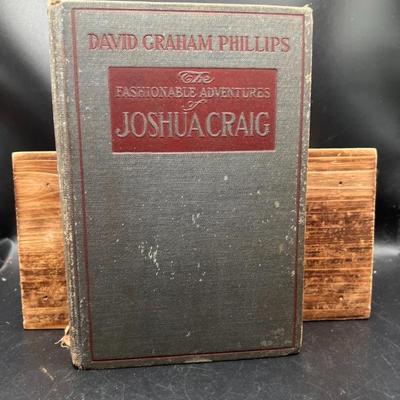 DAVID GRAHAM PHILLIPS
The
FASHIONABLE ADVENTURES
of
JOSHUA CRAIG